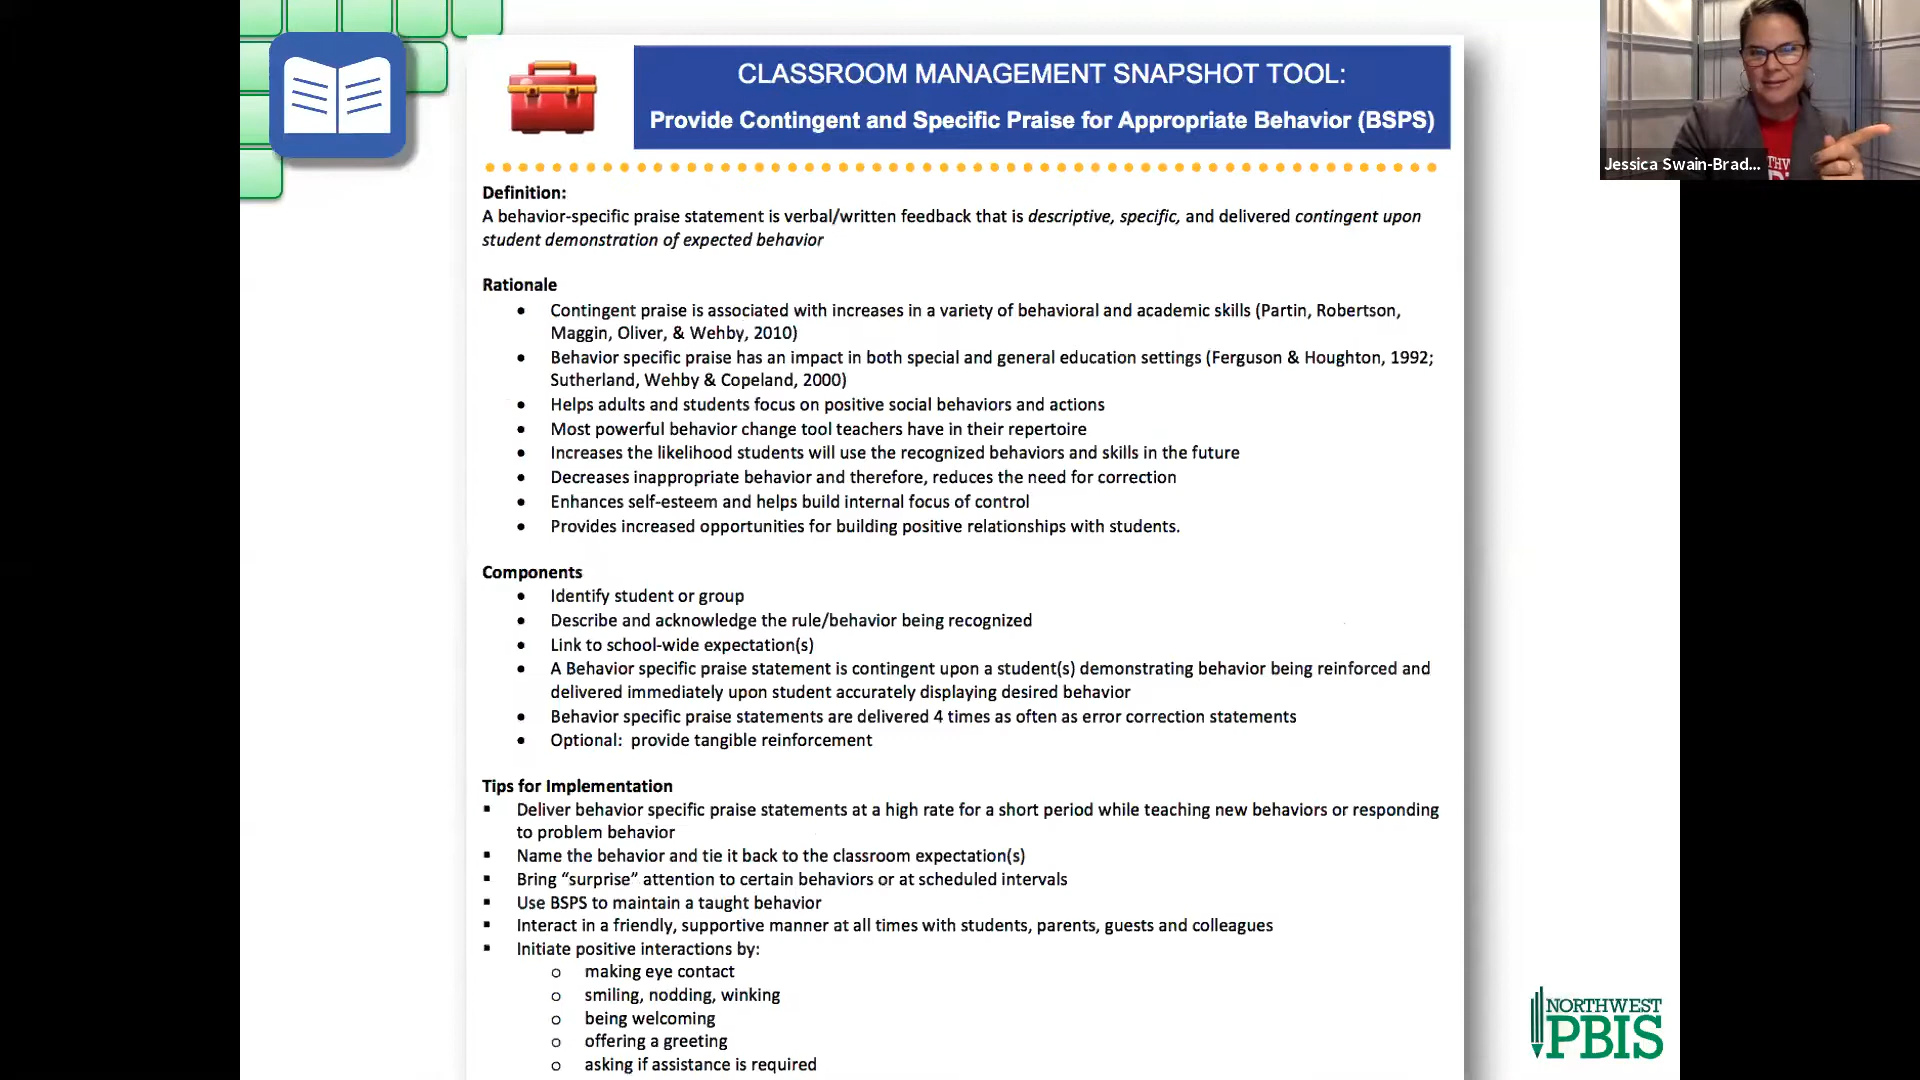 CLASSROOM MANAGEMENT SNAPSHOT TOOL:
Provide Contingent and Specific Praise for Appropriate Behavior (BSPS)
Jessica Swain-Brad...
Definition:
A behavior-specific praise statement is verbal/written feedback that is descriptive, specific, and delivered contingent upon
student demonstration of expected behavior
Rationale
• Contingent praise is associated with increases in a variety of behavioral and academic skills (Partin, Robertson,
Maggin, Oliver, & Wehby, 2010)
• Behavior specific praise has an impact in both special and general education settings (Ferguson & Houghton, 1992;
Sutherland, Wehby & Copeland, 2000)
• Helps adults and students focus on positive social behaviors and actions
• Most powerful behavior change tool teachers have in their repertoire
• Increases the likelihood students will use the recognized behaviors and skills in the future
• Decreases inappropriate behavior and therefore, reduces the need for correction
• Enhances self-esteem and helps build internal focus of control
• Provides increased opportunities for building positive relationships with students.
Components
• Identify student or group
• Describe and acknowledge the rule/behavior being recognized
• Link to school-wide expectation(s)
• A Behavior specific praise statement is contingent upon a student(s) demonstrating behavior being reinforced and
delivered immediately upon student accurately displaying desired behavior
• Behavior specific praise statements are delivered 4 times as often as error correction statements
• Optional: provide tangible reinforcement
Tips for Implementation
▪ Deliver behavior specific praise statements at a high rate for a short period while teaching new behaviors or responding
to problem behavior
▪ Name the behavior and tie it back to the classroom expectation(s)
▪ Bring “surprise” attention to certain behaviors or at scheduled intervals
▪ Use BSPS to maintain a taught behavior
▪ Interact in a friendly, supportive manner at all times with students, parents, guests and colleagues
▪ Initiate positive interactions by:
o making eye contact
o smiling, nodding, winking
o being welcoming
o offering a greeting
o asking if assistance is required
NORTHWEST
PBIS